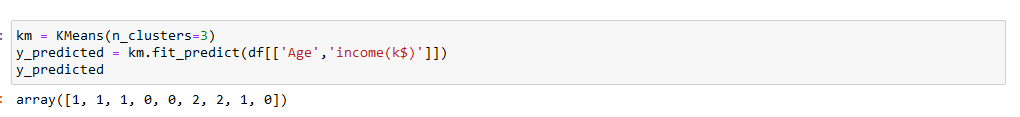 km = KMeans(n_clusters=3)
y_predicted = km.fit_predict(df[['Age','income(k$)']])
y_predicted
array([1, 1, 1, 0, 0, 2, 2, 1, 0])